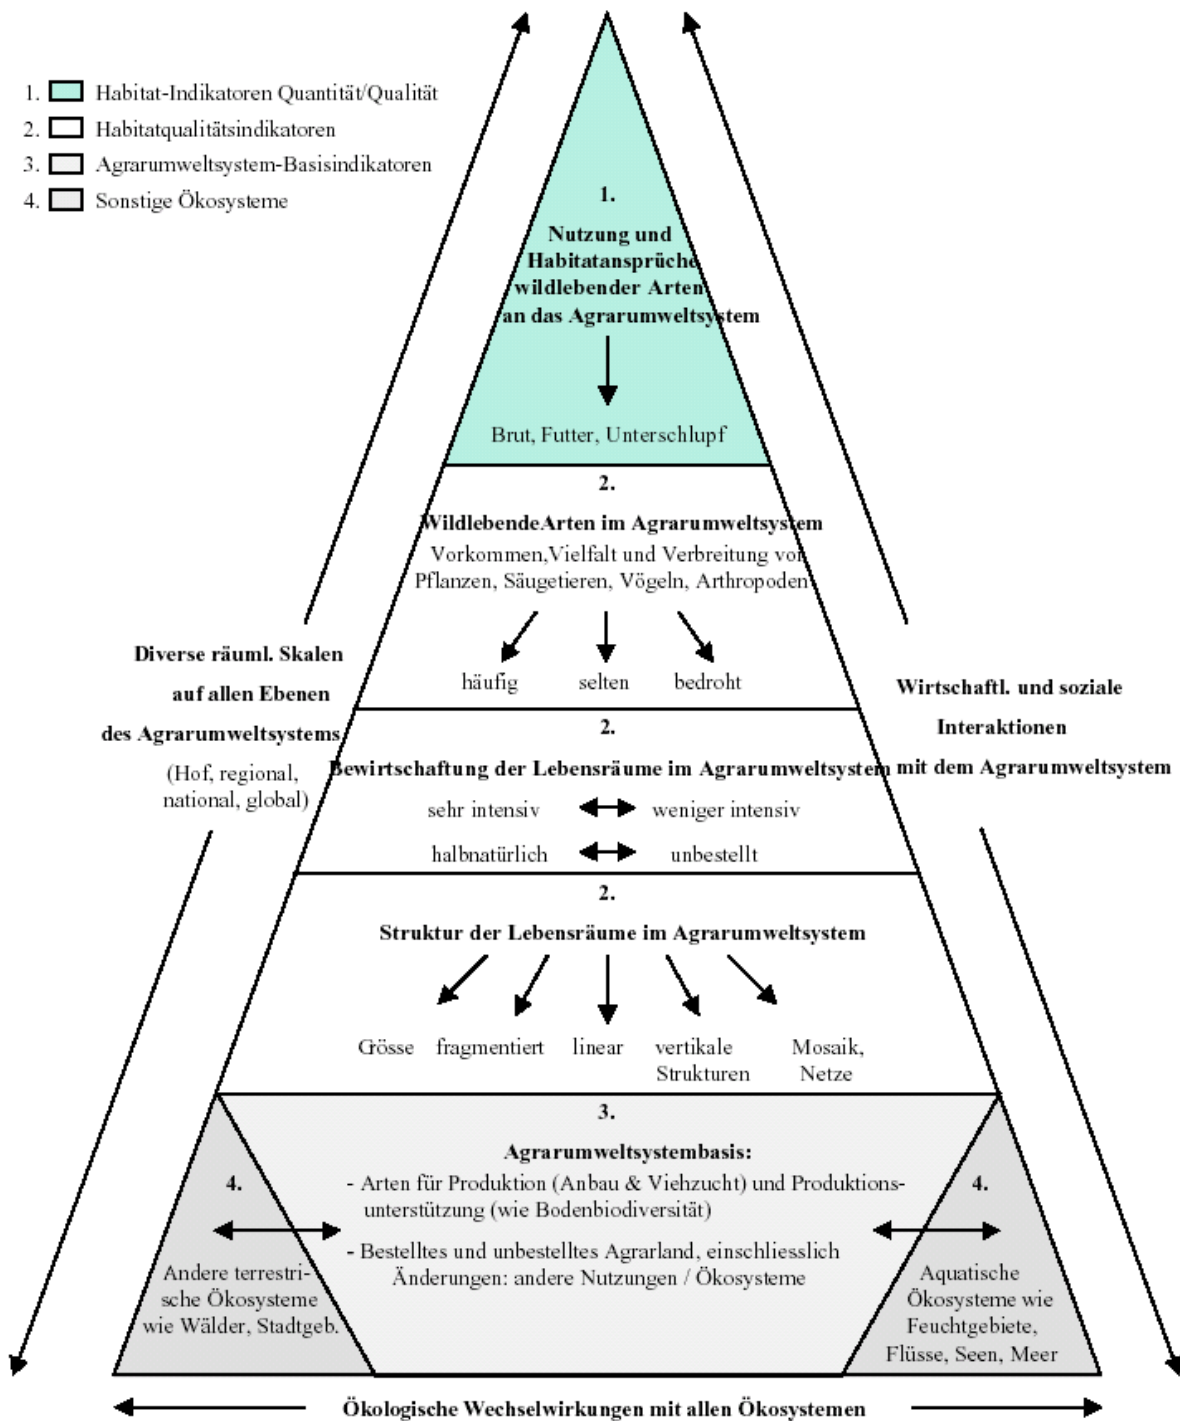 1. Habitat-Indikatoren Quantität/Qualität
2. Habitatqualitätsindikatoren
3. Agrarumweltsystem-Basisindikatoren
4. Sonstige Ökosysteme
1.
Nutzung und
Habitatansprüche
wildlebender Arten
an das Agrarumweltsystem
Brut, Futter, Unterschlupf
2.
WildlebendeArten im Agrarumweltsystem
Vorkommen,Vielfalt und Verbreitung von
Pflanzen, Säugetieren, Vögeln, Arthropoden
häufig selten bedroht
Diverse räuml. Skalen
auf allen Ebenen
des Agrarumweltsystems
(Hof, regional,
national, global)
Wirtschaftl. und soziale
Interaktionen
mit dem Agrarumweltsystem
2.
Bewirtschaftung der Lebensräume im Agrarumweltsystem
sehr intensiv weniger intensiv
halbnatürlich unbestellt
2.
Struktur der Lebensräume im Agrarumweltsystem
Grösse fragmentiert linear vertikale Mosaik,
Strukturen Netze
3.
Agrarumweltsystembasis:
- Arten für Produktion (Anbau & Viehzucht) und Produktions-
unterstützung (wie Bodenbiodiversität)
- Bestelltes und unbestelltes Agrarland, einschliesslich
Änderungen: andere Nutzungen / Ökosysteme
4.
Andere terrestri-
sche Ökosysteme
wie Wälder, Stadtgeb.
4.
Aquatische
Ökosysteme wie
Feuchtgebiete,
Flüsse, Seen, Meer
Ökologische Wechselwirkungen mit allen Ökosystemen